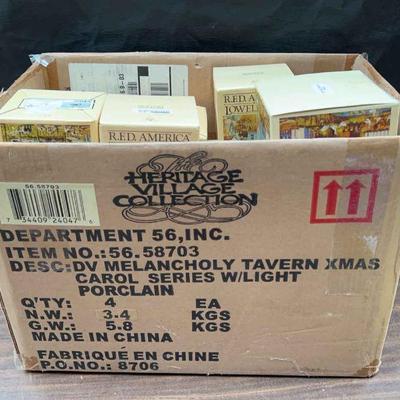 R.E.D. AMERICA
R.E.D. A
JOWELL
The
HERITAGE
VILLAGE
COLLECTION
56.58703
7 34409 24047 6
DEPARTMENT 56, INC.
ITEM NO.: 56.58703
DESC: DV MELANCHOLY TAVERN XMAS
CAROL SERIES W/LIGHT
PORCLAIN
Q'TY: 4 EA
N.W.: 3.4 KGS
G.W.: 5.8 KGS
MADE IN CHINA
FABRIQUÉ EN CHINE
P.O.NO.: 8706